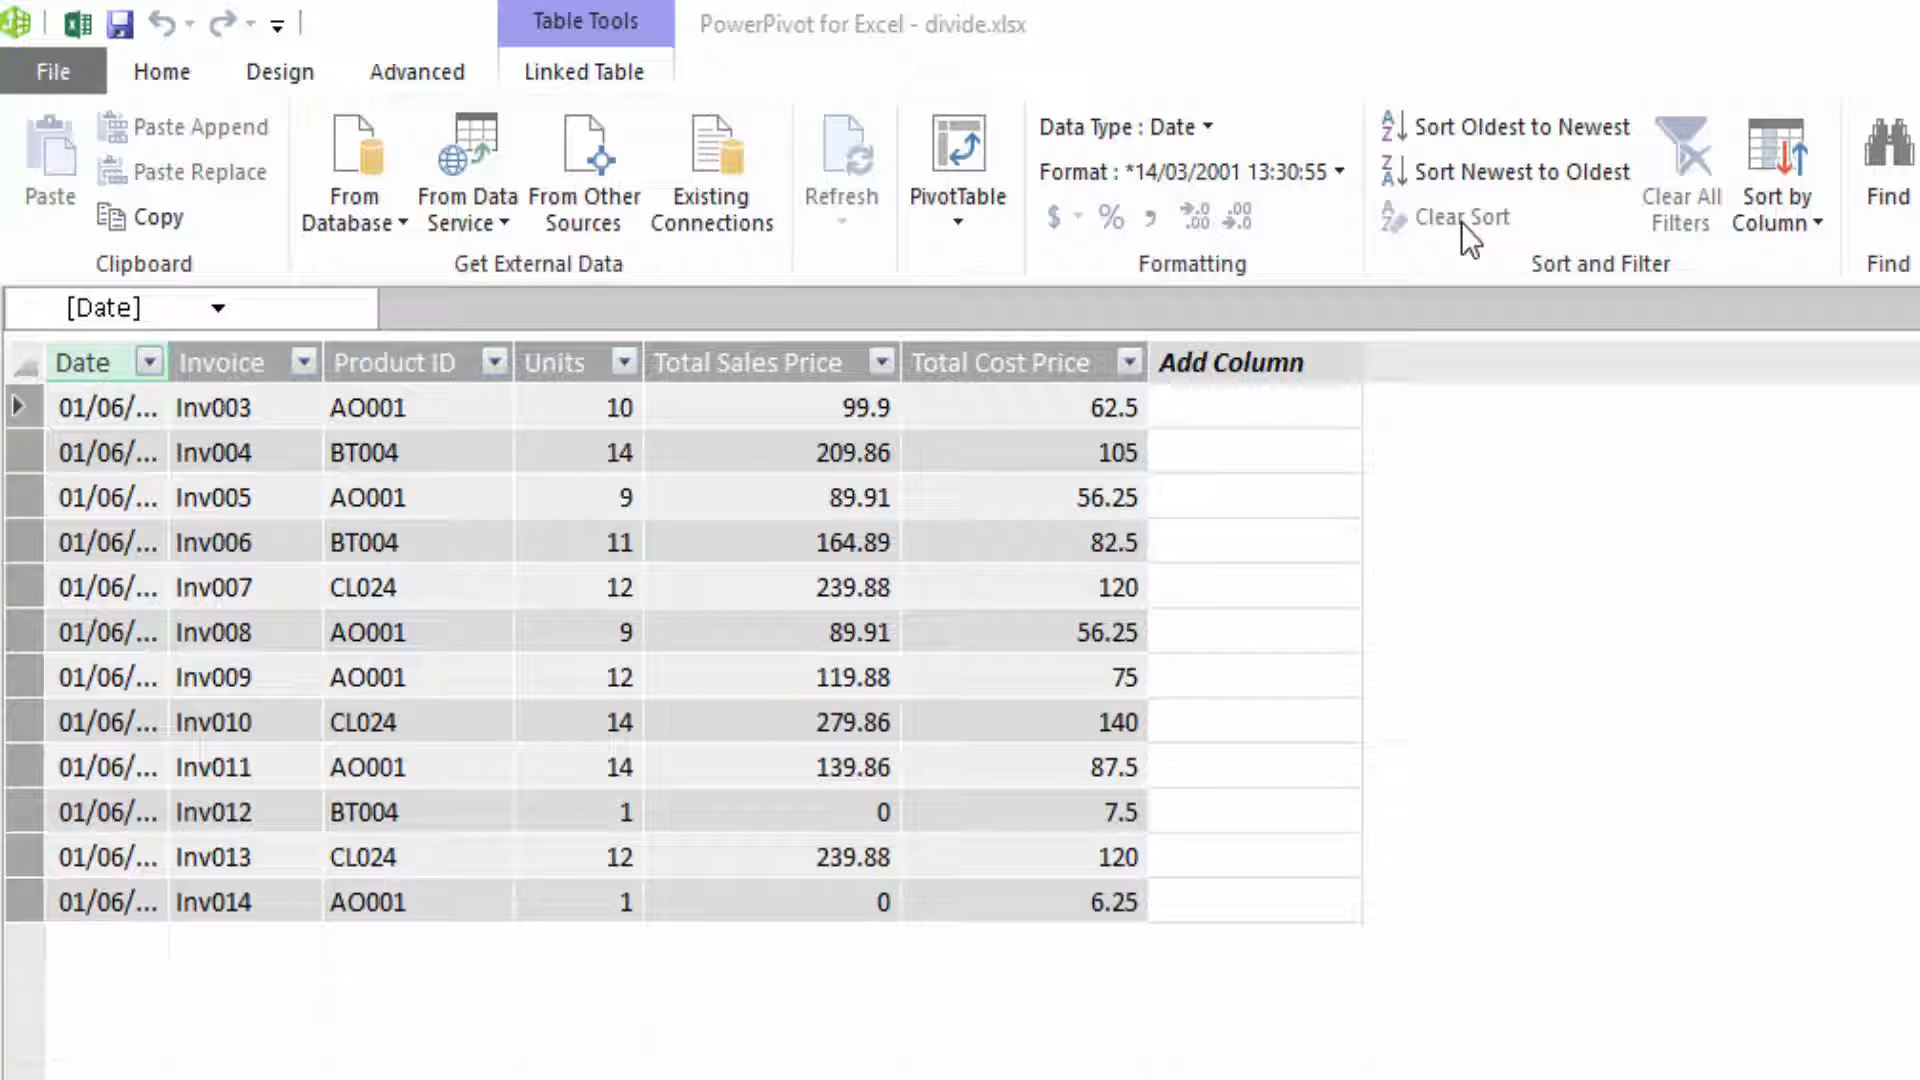 Table Tools
PowerPivot for Excel - divide.xlsx
File Home Design Advanced Linked Table
Paste
Paste Append
Paste Replace
Copy
Clipboard
From Database
From Data Service
From Other Sources
Existing Connections
Get External Data
Refresh
PivotTable
Data Type : Date
Format : *14/03/2001 13:30:55
$ % , .0 .00 .00 .0
Formatting
Sort Oldest to Newest
Sort Newest to Oldest
Clear Sort
Clear All Filters
Sort by Column
Sort and Filter
Find
Find
[Date]
Date Invoice Product ID Units Total Sales Price Total Cost Price Add Column
01/06/... Inv003 AO001 10 99.9 62.5
01/06/... Inv004 BT004 14 209.86 105
01/06/... Inv005 AO001 9 89.91 56.25
01/06/... Inv006 BT004 11 164.89 82.5
01/06/... Inv007 CL024 12 239.88 120
01/06/... Inv008 AO001 9 89.91 56.25
01/06/... Inv009 AO001 12 119.88 75
01/06/... Inv010 CL024 14 279.86 140
01/06/... Inv011 AO001 14 139.86 87.5
01/06/... Inv012 BT004 1 0 7.5
01/06/... Inv013 CL024 12 239.88 120
01/06/... Inv014 AO001 1 0 6.25